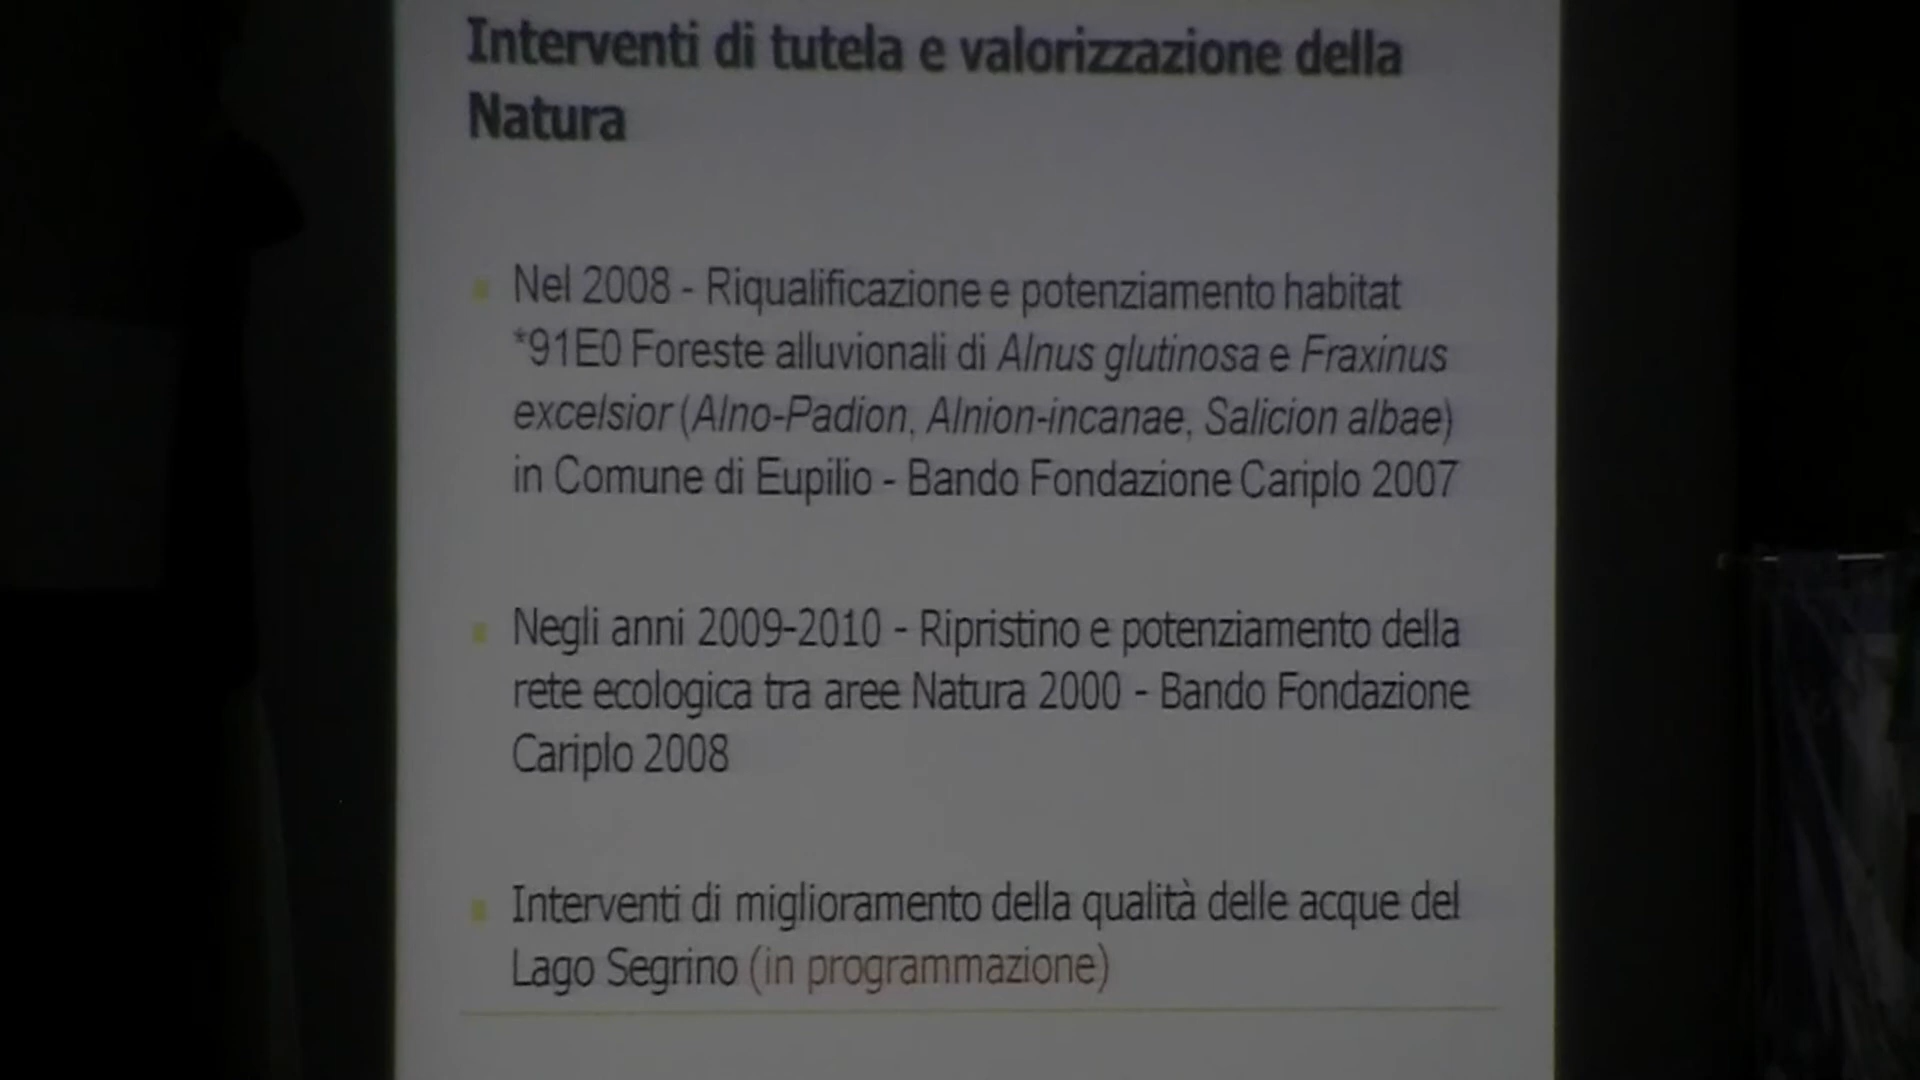 Interventi di tutela e valorizzazione della
Natura
Nel 2008 - Riqualificazione e potenziamento habitat
*91E0 Foreste alluvionali di Alnus glutinosa e Fraxinus
excelsior (Alno-Padion, Alnion-incanae, Salicion albae)
in Comune di Eupilio - Bando Fondazione Cariplo 2007
Negli anni 2009-2010 - Ripristino e potenziamento della
rete ecologica tra aree Natura 2000 - Bando Fondazione
Cariplo 2008
Interventi di miglioramento della qualità delle acque del
Lago Segrino (in programmazione)